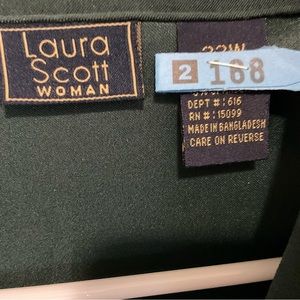 Laura
Scott
WOMAN
2 168
DEPT #: 616
RN #: 15099
MADE IN BANGLADESH
CARE ON REVERSE